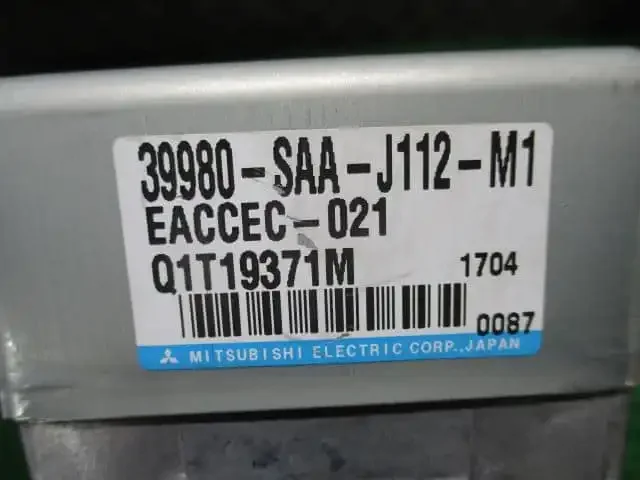 39980-SAA-J112-M1
EACCEC-021
Q1T19371M 1704
0087
MITSUBISHI ELECTRIC CORP.,JAPAN